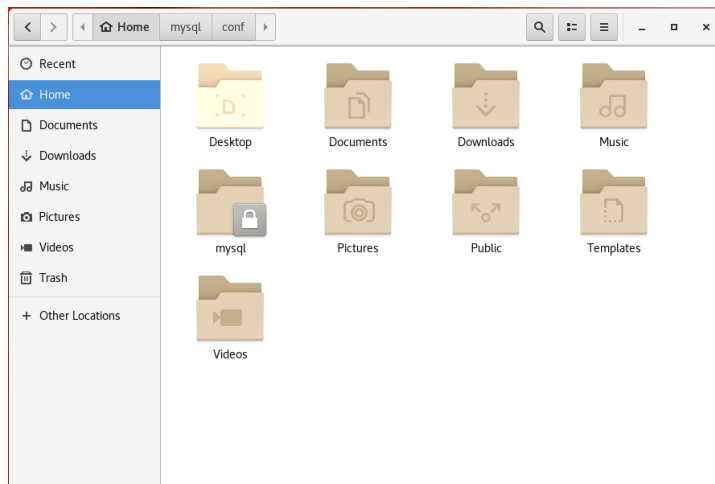 Home mysql conf
Recent
Home
Documents
Downloads
Music
Pictures
Videos
Trash
+ Other Locations
Desktop Documents Downloads Music
mysql Pictures Public Templates
Videos